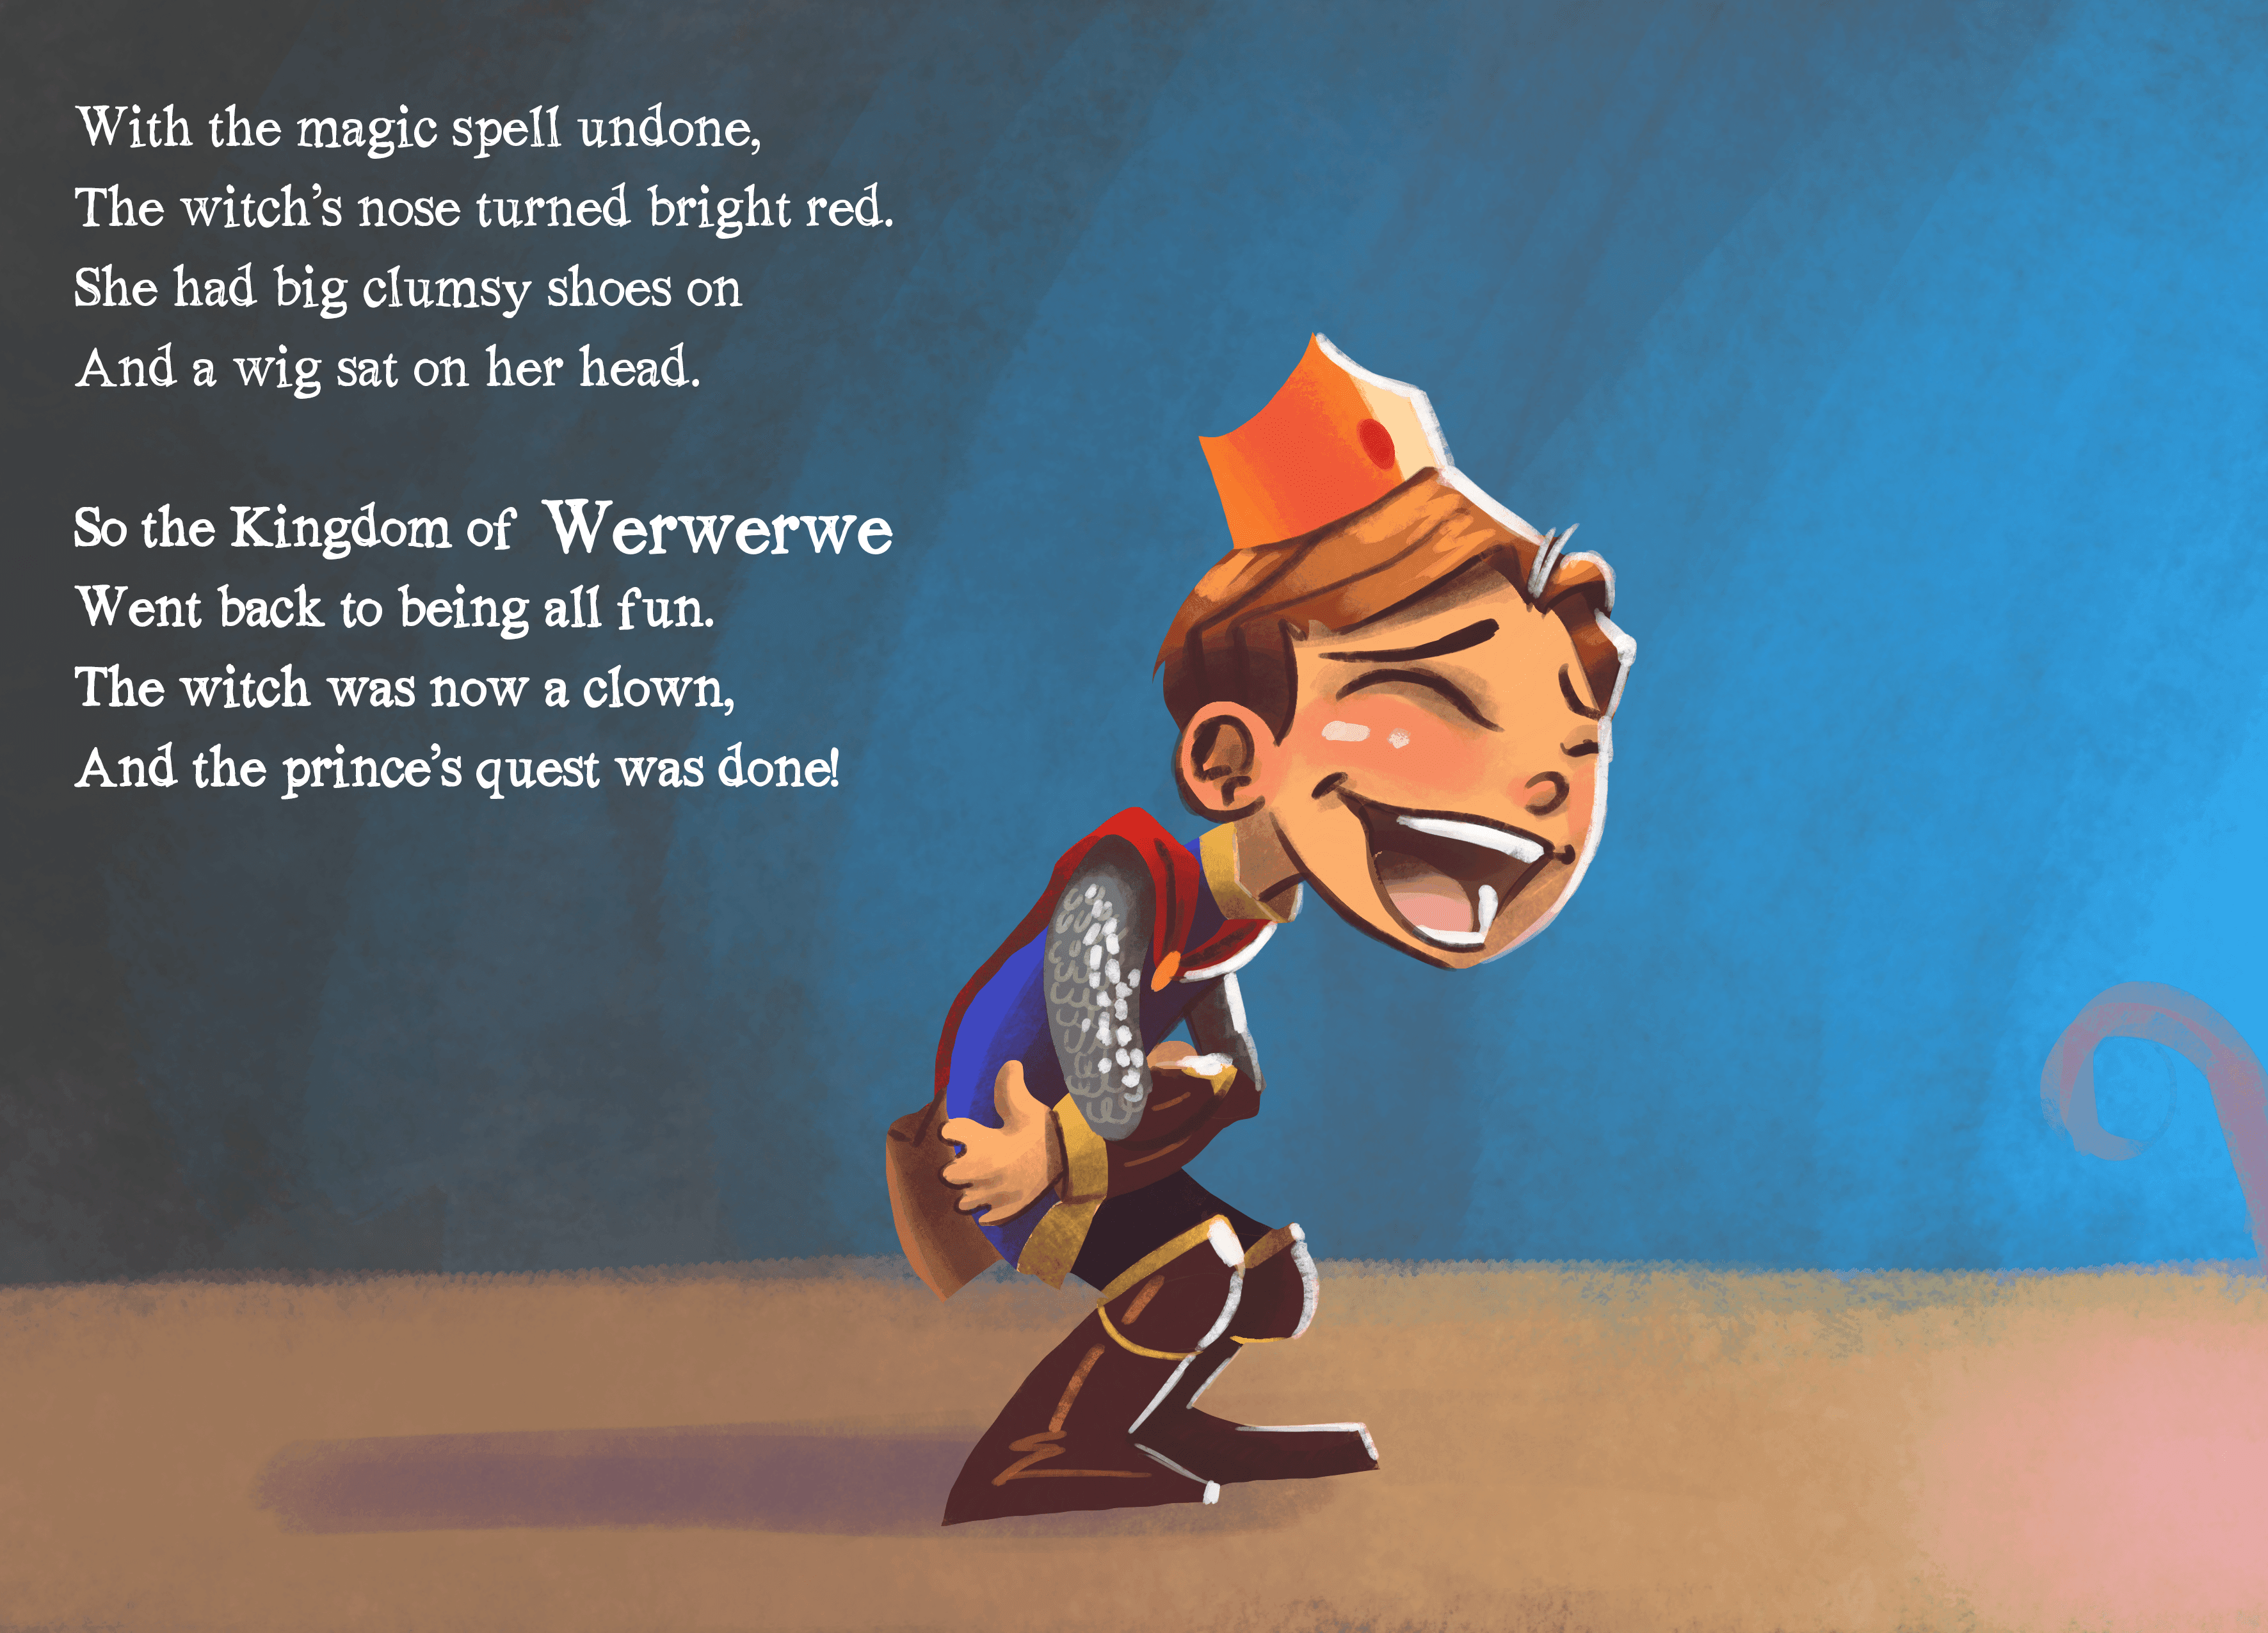 With the magic spell undone,
The witch’s nose turned bright red.
She had big clumsy shoes on
And a wig sat on her head.
So the Kingdom of Werwerwe
Went back to being all fun.
The witch was now a clown,
And the prince’s quest was done!